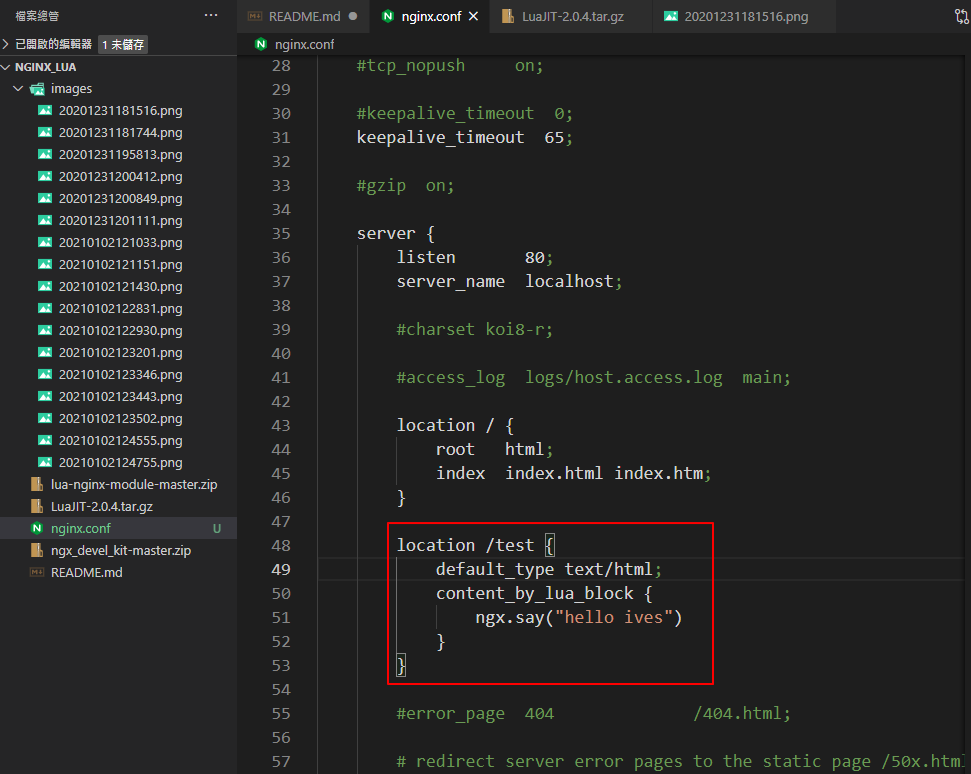 檔案總管 ···
README.md
nginx.conf
LuaJIT-2.0.4.tar.gz
20201231181516.png
已開啟的編輯器 1 未儲存
nginx.conf
NGINX_LUA
images
20201231181516.png
20201231181744.png
20201231195813.png
20201231200412.png
20201231200849.png
20201231201111.png
20210102121033.png
20210102121151.png
20210102121430.png
20210102122831.png
20210102122930.png
20210102123201.png
20210102123346.png
20210102123443.png
20210102123502.png
20210102124555.png
20210102124755.png
lua-nginx-module-master.zip
LuaJIT-2.0.4.tar.gz
nginx.conf U
ngx_devel_kit-master.zip
README.md
28 #tcp_nopush     on;
29
30 #keepalive_timeout  0;
31 keepalive_timeout  65;
32
33 #gzip  on;
34
35 server {
36     listen       80;
37     server_name  localhost;
38
39     #charset koi8-r;
40
41     #access_log  logs/host.access.log  main;
42
43     location / {
44         root   html;
45         index  index.html index.htm;
46     }
47
48     location /test {
49         default_type text/html;
50         content_by_lua_block {
51             ngx.say("hello ives")
52         }
53     }
54
55     #error_page  404              /404.html;
56
57     # redirect server error pages to the static page /50x.html